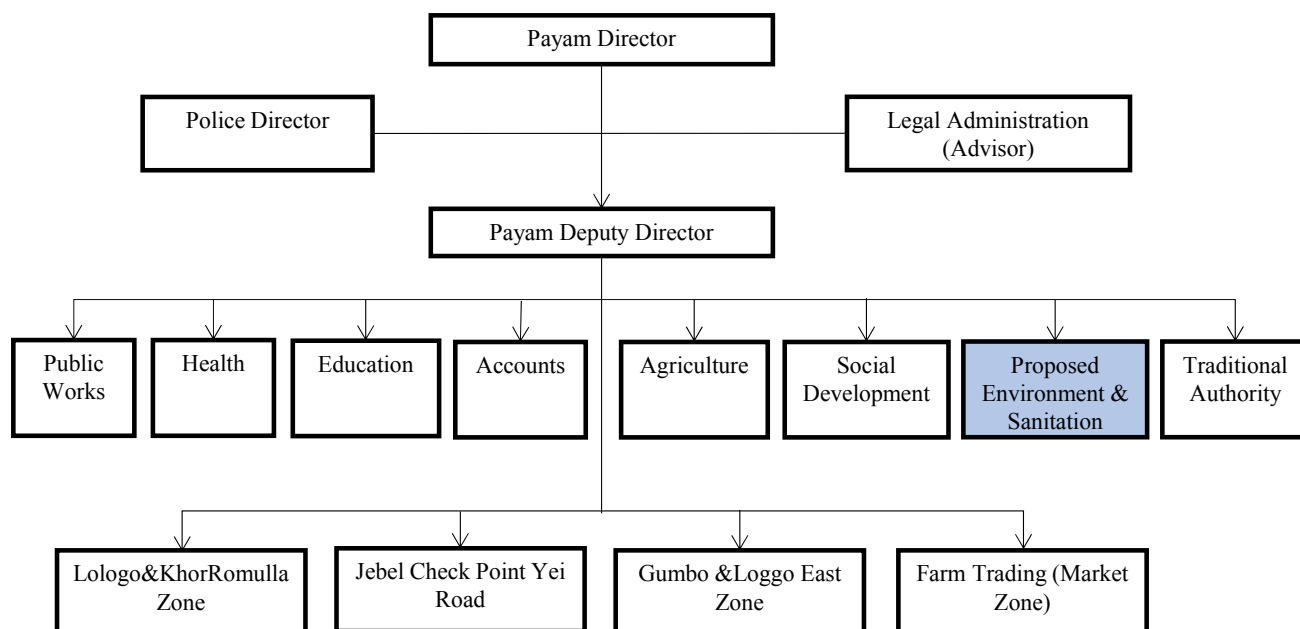 Payam Director
Police Director
Legal Administration
(Advisor)
Payam Deputy Director
Public
Works
Health
Education
Accounts
Agriculture
Social
Development
Proposed
Environment &
Sanitation
Traditional
Authority
Lologo&KhorRomulla
Zone
Jebel Check Point Yei
Road
Gumbo &Loggo East
Zone
Farm Trading (Market
Zone)